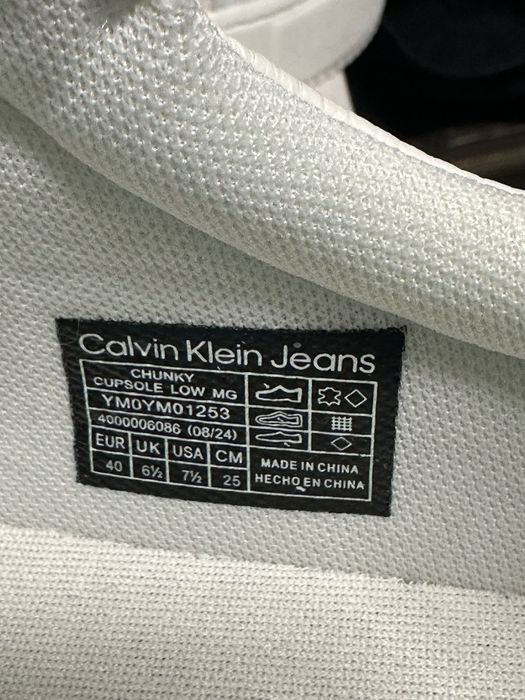 Calvin Klein Jeans
CHUNKY
CUPSOLE LOW MG
YM0YM01253
4000006086 (08/24)
EUR UK USA CM
40 6½ 7½ 25
MADE IN CHINA
HECHO EN CHINA